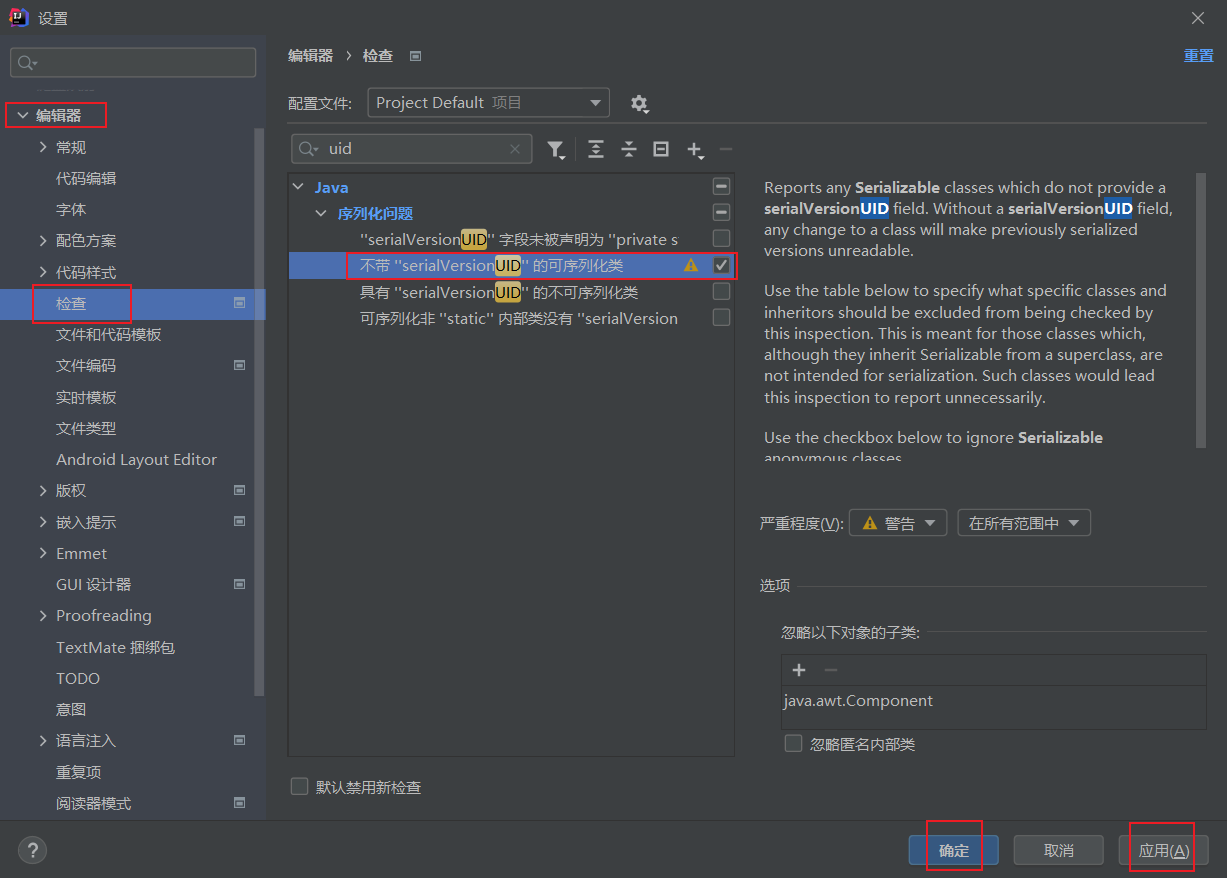 设置
编辑器
常规
代码编辑
字体
配色方案
代码样式
检查
文件和代码模板
文件编码
实时模板
文件类型
Android Layout Editor
版权
嵌入提示
Emmet
GUI 设计器
Proofreading
TextMate 捆绑包
TODO
意图
语言注入
重复项
阅读器模式
编辑器 › 检查
重置
配置文件: Project Default 项目
uid
Java
序列化问题
"serialVersionUID" 字段未被声明为 "private s
不带 "serialVersionUID" 的可序列化类
具有 "serialVersionUID" 的不可序列化类
可序列化非 "static" 内部类没有 "serialVersion
默认禁用新检查
Reports any Serializable classes which do not provide a
serialVersionUID field. Without a serialVersionUID field,
any change to a class will make previously serialized
versions unreadable.
Use the table below to specify what specific classes and
inheritors should be excluded from being checked by
this inspection. This is meant for those classes which,
although they inherit Serializable from a superclass, are
not intended for serialization. Such classes would lead
this inspection to report unnecessarily.
Use the checkbox below to ignore Serializable
anonymous classes
严重程度(V): 警告 在所有范围中
选项
忽略以下对象的子类:
java.awt.Component
忽略匿名内部类
?
确定
取消
应用(A)